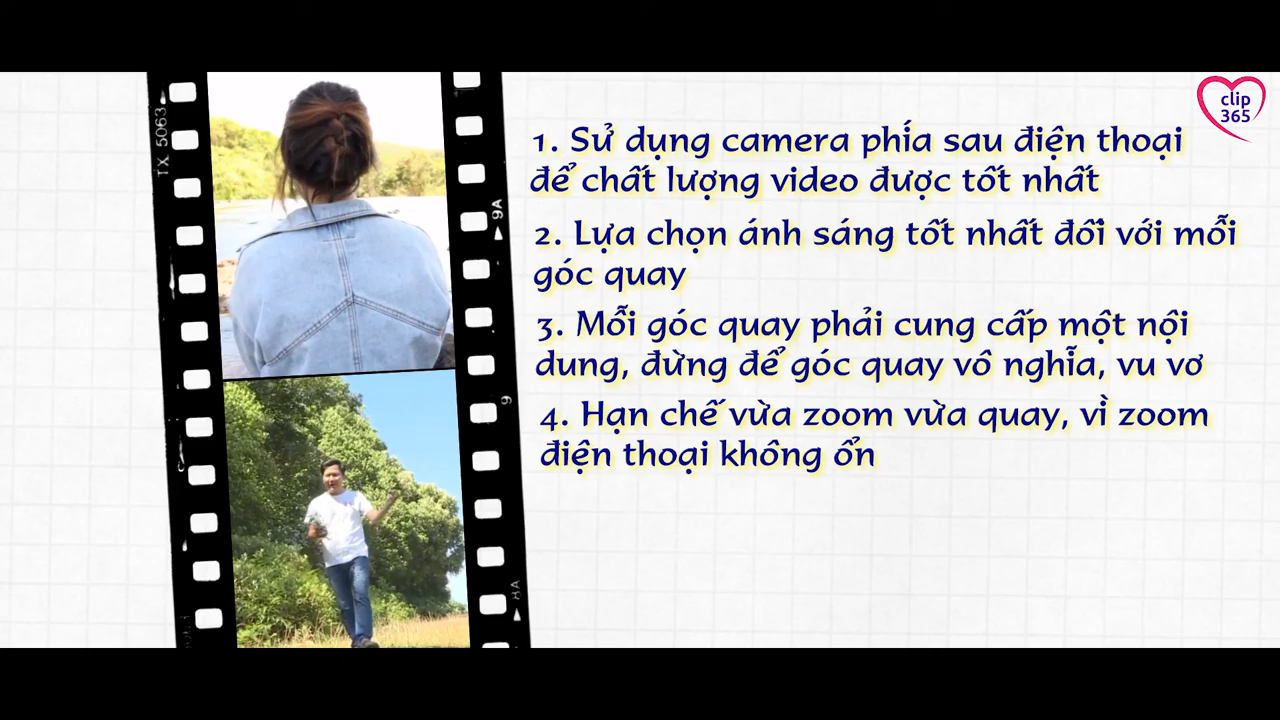 clip
365
1. Sử dụng camera phía sau điện thoại
để chất lượng video được tốt nhất
2. Lựa chọn ánh sáng tốt nhất đối với mỗi
góc quay
3. Mỗi góc quay phải cung cấp một nội
dung, đừng để góc quay vô nghĩa, vu vơ
4. Hạn chế vừa zoom vừa quay, vì zoom
điện thoại không ổn
TX 5063
9A
9
8A